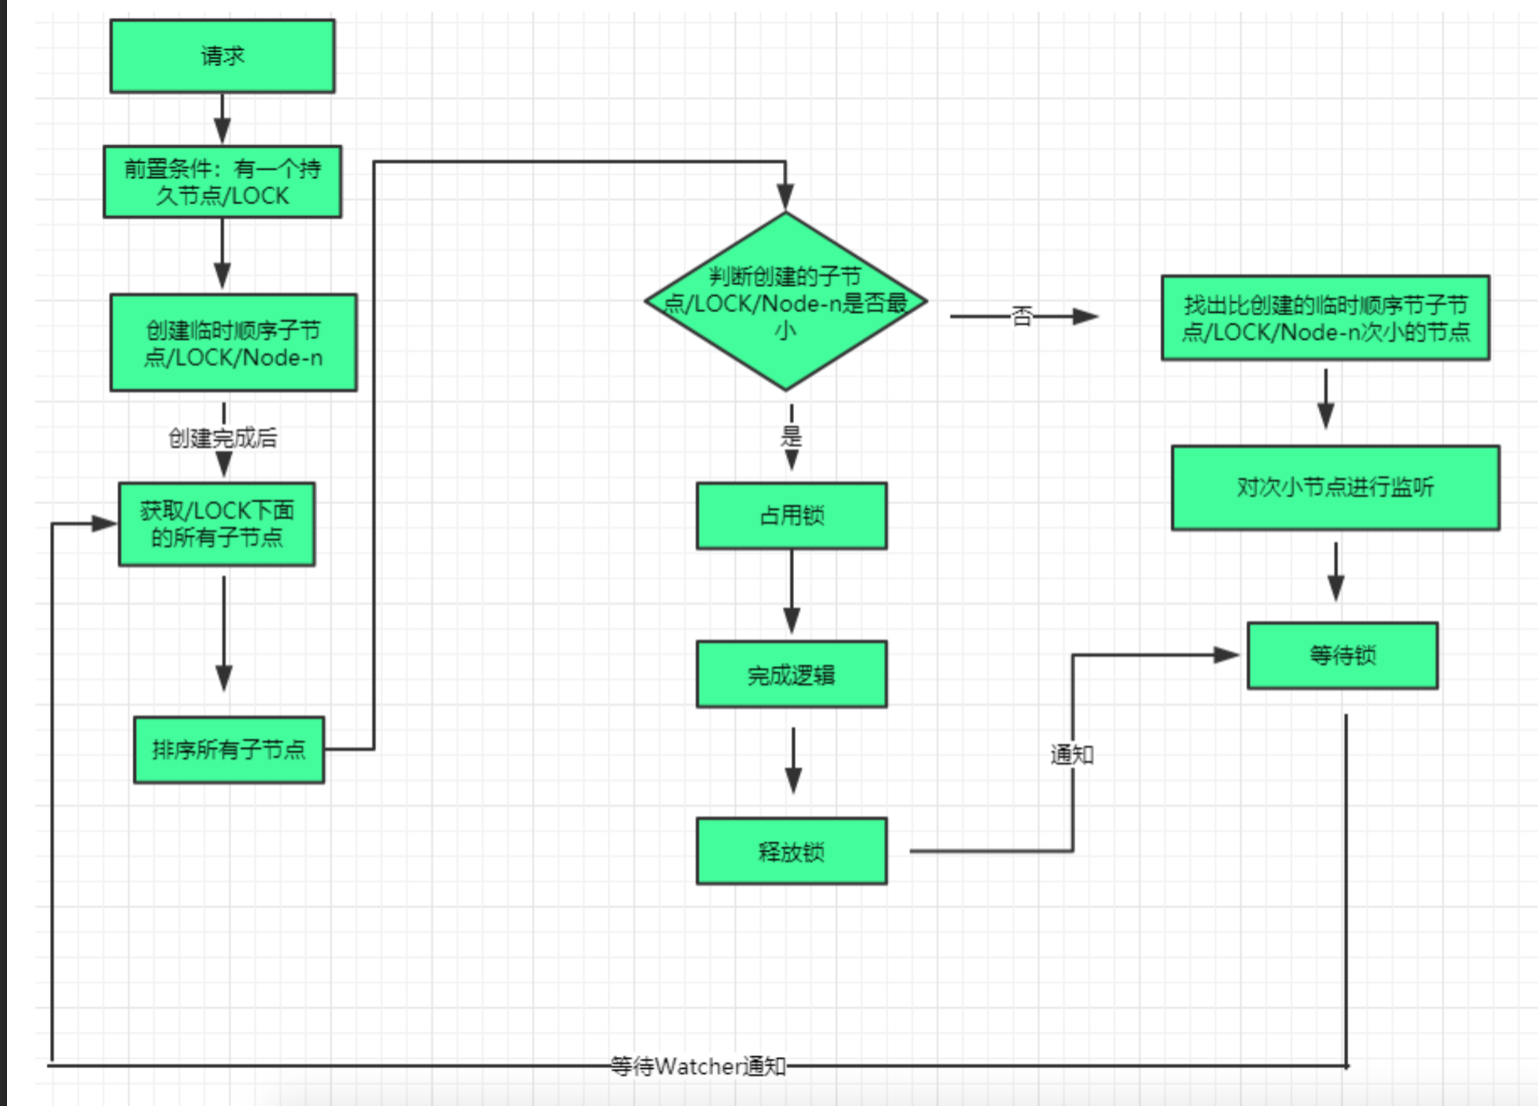 请求
前置条件：有一个持
久节点/LOCK
创建临时顺序子节
点/LOCK/Node-n
创建完成后
获取/LOCK下面
的所有子节点
排序所有子节点
判断创建的子节
点/LOCK/Node-n是否最
小
是
占用锁
完成逻辑
释放锁
否
找出比创建的临时顺序节子节
点/LOCK/Node-n次小的节点
对次小节点进行监听
等待锁
通知
等待Watcher通知